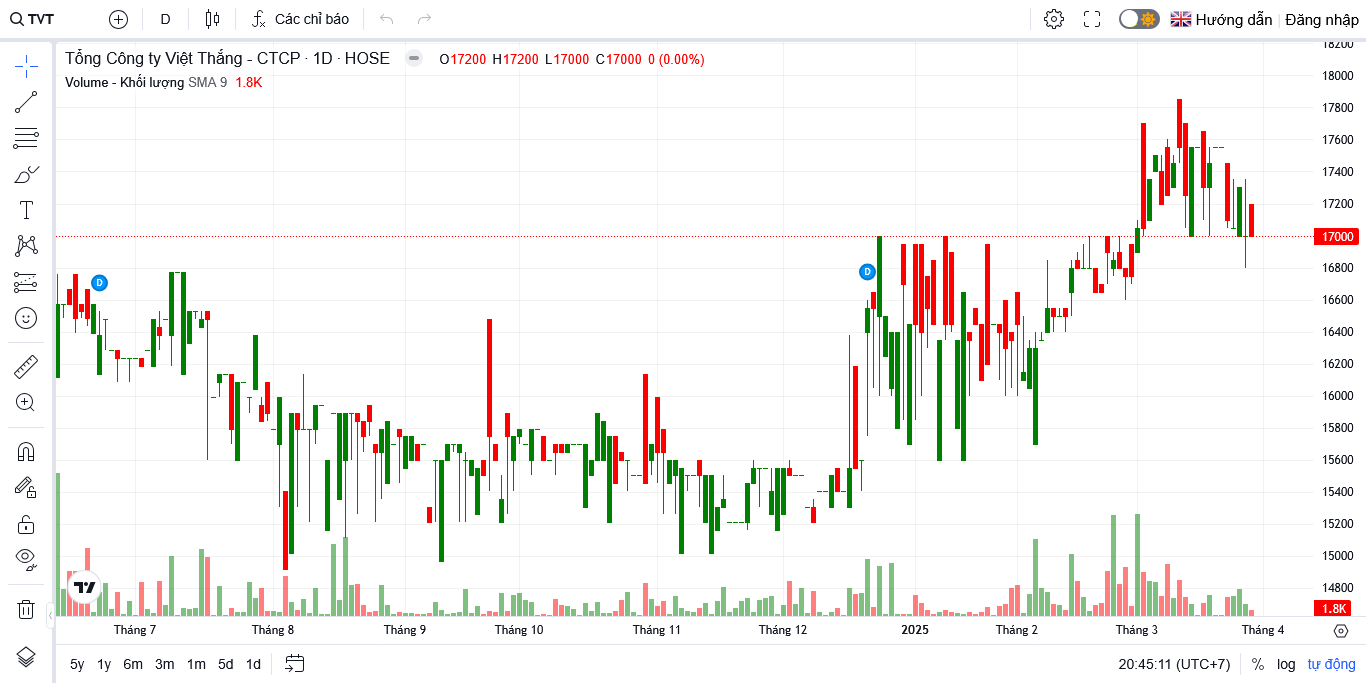 TVT D Các chỉ báo Hướng dẫn Đăng nhập
Tổng Công ty Việt Thắng - CTCP · 1D · HOSE O17200 H17200 L17000 C17000 0 (0.00%)
Volume - Khối lượng SMA 9 1.8K
D
D
18200
18000
17800
17600
17400
17200
17000
16800
16600
16400
16200
16000
15800
15600
15400
15200
15000
14800
1.8K
Tháng 7 Tháng 8 Tháng 9 Tháng 10 Tháng 11 Tháng 12 2025 Tháng 2 Tháng 3 Tháng 4
5y 1y 6m 3m 1m 5d 1d 20:45:11 (UTC+7) % log tự động